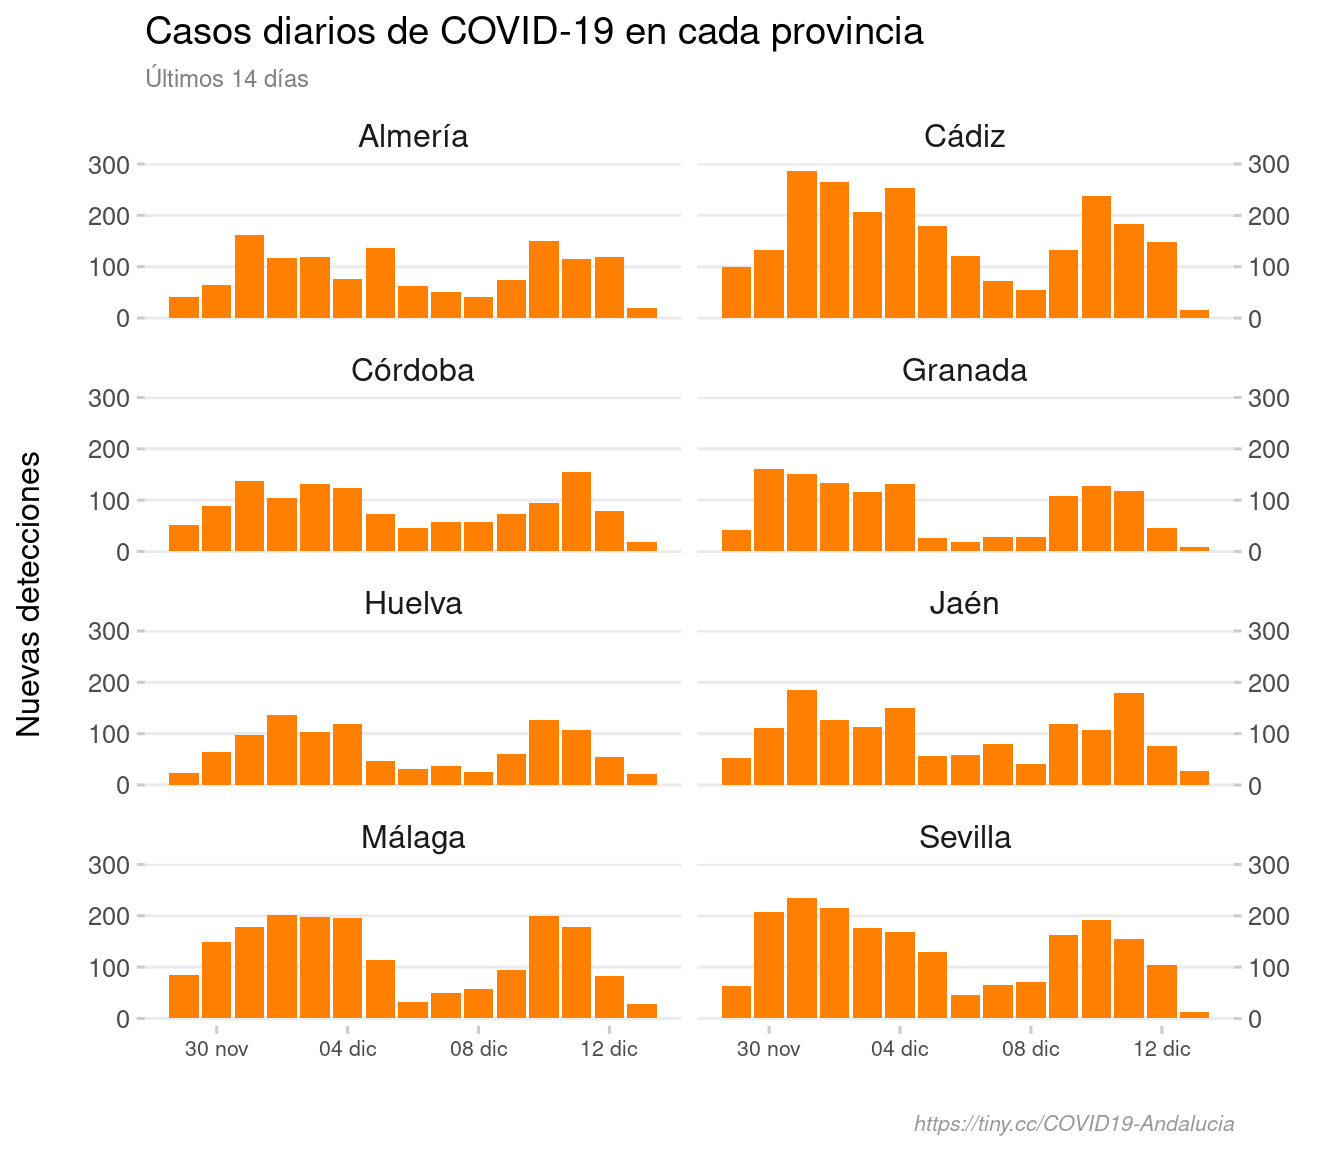 Casos diarios de COVID-19 en cada provincia
Últimos 14 días
Almería
Cádiz
300
200
100
0
300
200
100
0
Córdoba
Granada
300
200
100
0
300
200
100
0
Nuevas detecciones
Huelva
Jaén
300
200
100
0
300
200
100
0
Málaga
Sevilla
300
200
100
0
300
200
100
0
30 nov 04 dic 08 dic 12 dic
30 nov 04 dic 08 dic 12 dic
https://tiny.cc/COVID19-Andalucia